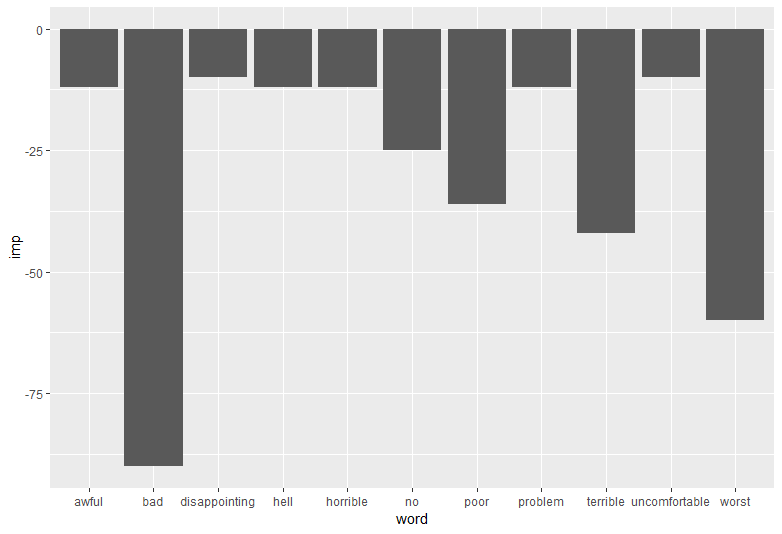 0
-25
-50
-75
imp
awful bad disappointing hell horrible no poor problem terrible uncomfortable worst
word